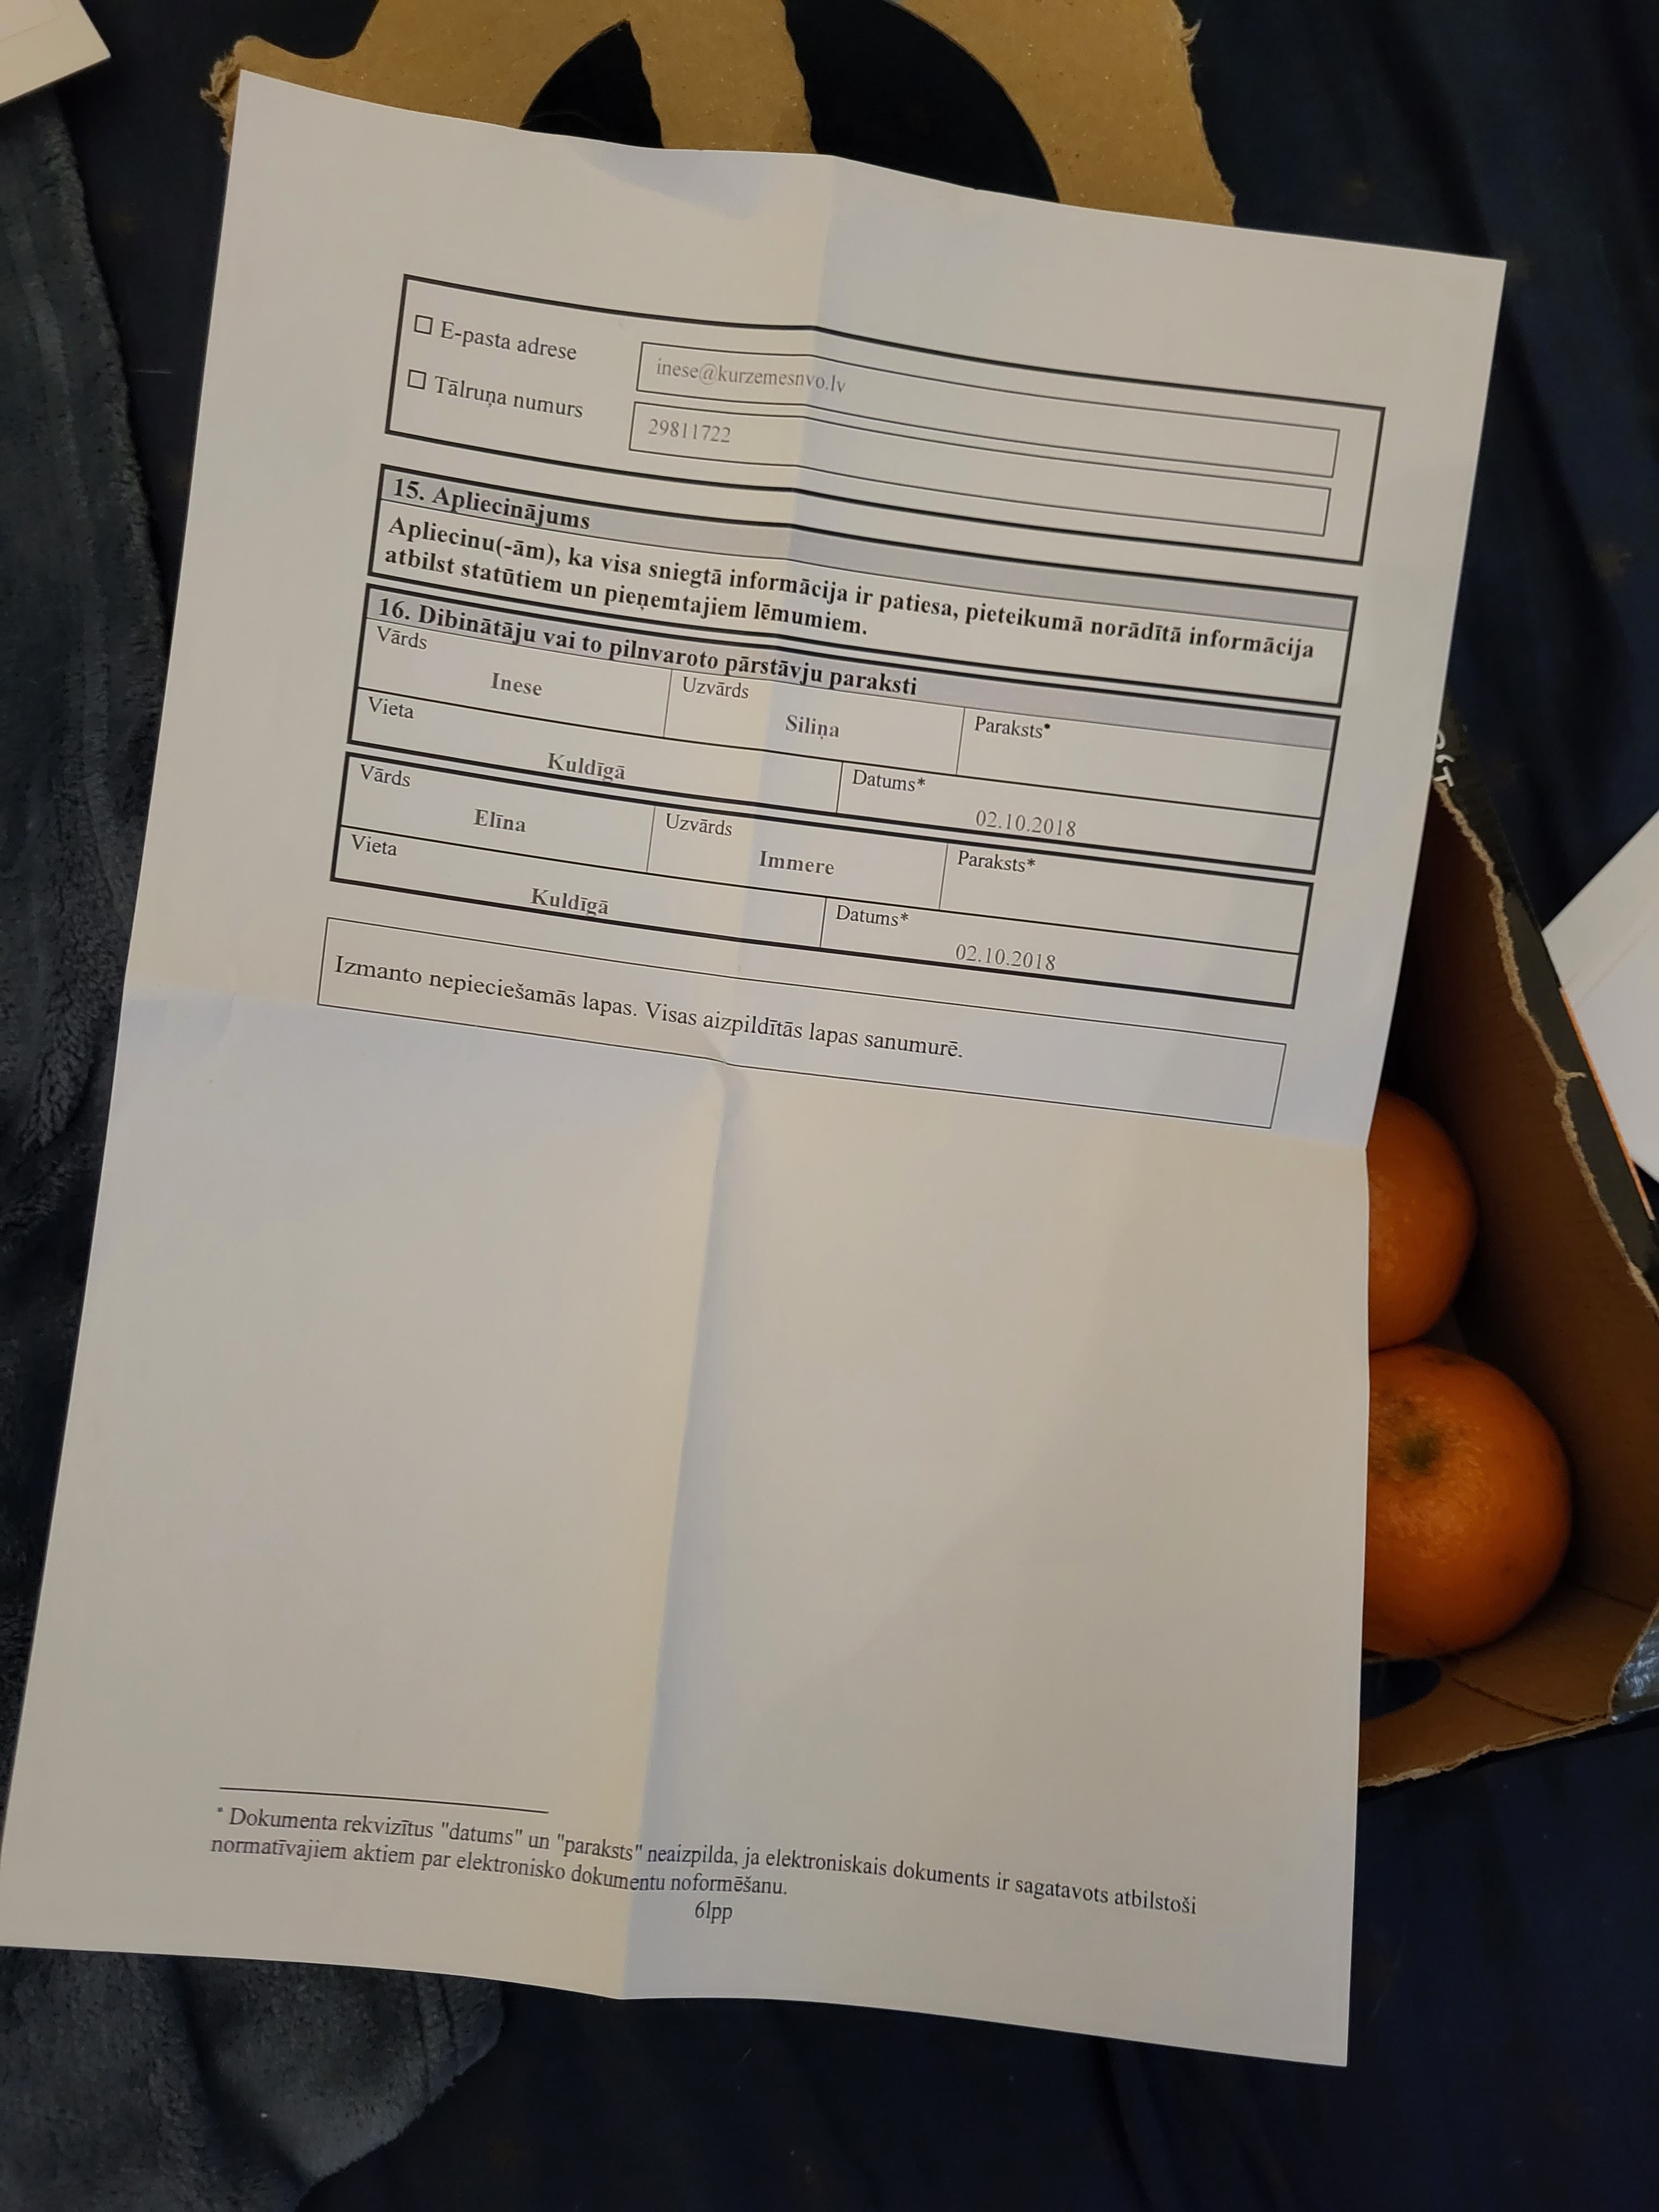 ☐ E-pasta adrese
inese@kurzemesnvo.lv
☐ Tālruņa numurs
29811722
15. Apliecinājums
Apliecinu(-ām), ka visa sniegtā informācija ir patiesa, pieteikumā norādītā informācija
atbilst statūtiem un pieņemtajiem lēmumiem.
16. Dibinātāju vai to pilnvaroto pārstāvju paraksti
Vārds Inese Uzvārds Siliņa Paraksts*
Vieta Kuldīgā Datums* 02.10.2018
Vārds Elīna Uzvārds Immere Paraksts*
Vieta Kuldīgā Datums* 02.10.2018
Izmanto nepieciešamās lapas. Visas aizpildītās lapas sanumurē.
* Dokumenta rekvizītus "datums" un "paraksts" neaizpilda, ja elektroniskais dokuments ir sagatavots atbilstoši
normatīvajiem aktiem par elektronisko dokumentu noformēšanu.
6lpp